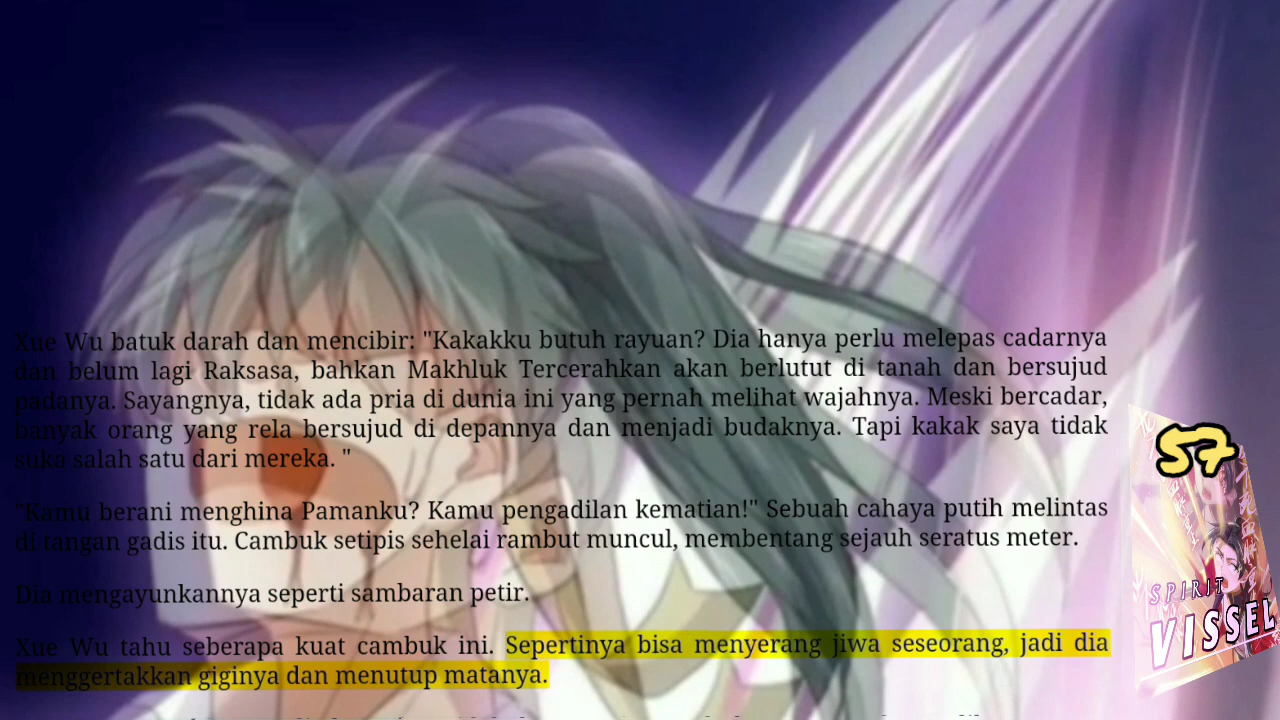 Xue Wu batuk darah dan mencibir: "Kakakku butuh rayuan? Dia hanya perlu melepas cadarnya
dan belum lagi Raksasa, bahkan Makhluk Tercerahkan akan berlutut di tanah dan bersujud
padanya. Sayangnya, tidak ada pria di dunia ini yang pernah melihat wajahnya. Meski bercadar,
banyak orang yang rela bersujud di depannya dan menjadi budaknya. Tapi kakak saya tidak
suka salah satu dari mereka. "
"Kamu berani menghina Pamanku? Kamu pengadilan kematian!" Sebuah cahaya putih melintas
di tangan gadis itu. Cambuk setipis sehelai rambut muncul, membentang sejauh seratus meter.
Dia mengayunkannya seperti sambaran petir.
Xue Wu tahu seberapa kuat cambuk ini. Sepertinya bisa menyerang jiwa seseorang, jadi dia
menggertakkan giginya dan menutup matanya.
57
SPIRIT
VISSEL